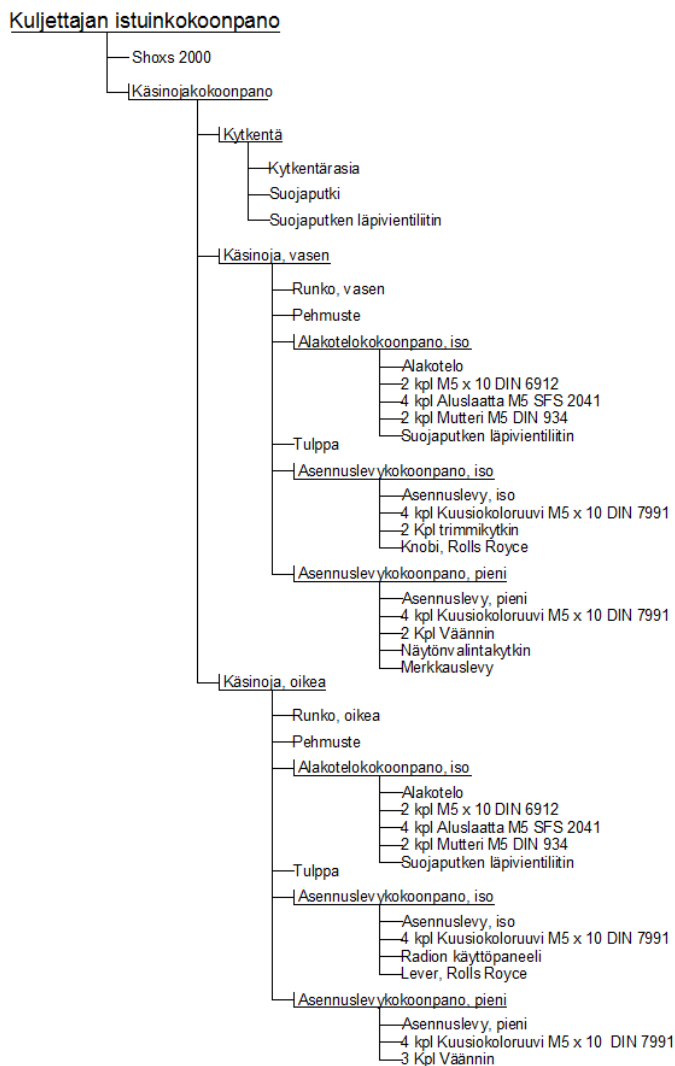 Kuljettajan istuinkokoonpano
Shoxs 2000
Käsinojakokoonpano
Kytkentä
Kytkentärasia
Suojaputki
Suojaputken läpivientiliitin
Käsinoja, vasen
Runko, vasen
Pehmuste
Alakotelokokoonpano, iso
Alakotelo
2 kpl M5 x 10 DIN 6912
4 kpl Aluslaatta M5 SFS 2041
2 kpl Mutteri M5 DIN 934
Suojaputken läpivientiliitin
Tulppa
Asennuslevykokoonpano, iso
Asennuslevy, iso
4 kpl Kuusiokoloruuvi M5 x 10 DIN 7991
2 Kpl trimmikytkin
Knobi, Rolls Royce
Asennuslevykokoonpano, pieni
Asennuslevy, pieni
4 kpl Kuusiokoloruuvi M5 x 10 DIN 7991
2 Kpl Väännin
Näytönvalintakytkin
Merkkauslevy
Käsinoja, oikea
Runko, oikea
Pehmuste
Alakotelokokoonpano, iso
Alakotelo
2 kpl M5 x 10 DIN 6912
4 kpl Aluslaatta M5 SFS 2041
2 kpl Mutteri M5 DIN 934
Suojaputken läpivientiliitin
Tulppa
Asennuslevykokoonpano, iso
Asennuslevy, iso
4 kpl Kuusiokoloruuvi M5 x 10 DIN 7991
Radion käyttöpaneeli
Lever, Rolls Royce
Asennuslevykokoonpano, pieni
Asennuslevy, pieni
4 kpl Kuusiokoloruuvi M5 x 10 DIN 7991
3 Kpl Väännin